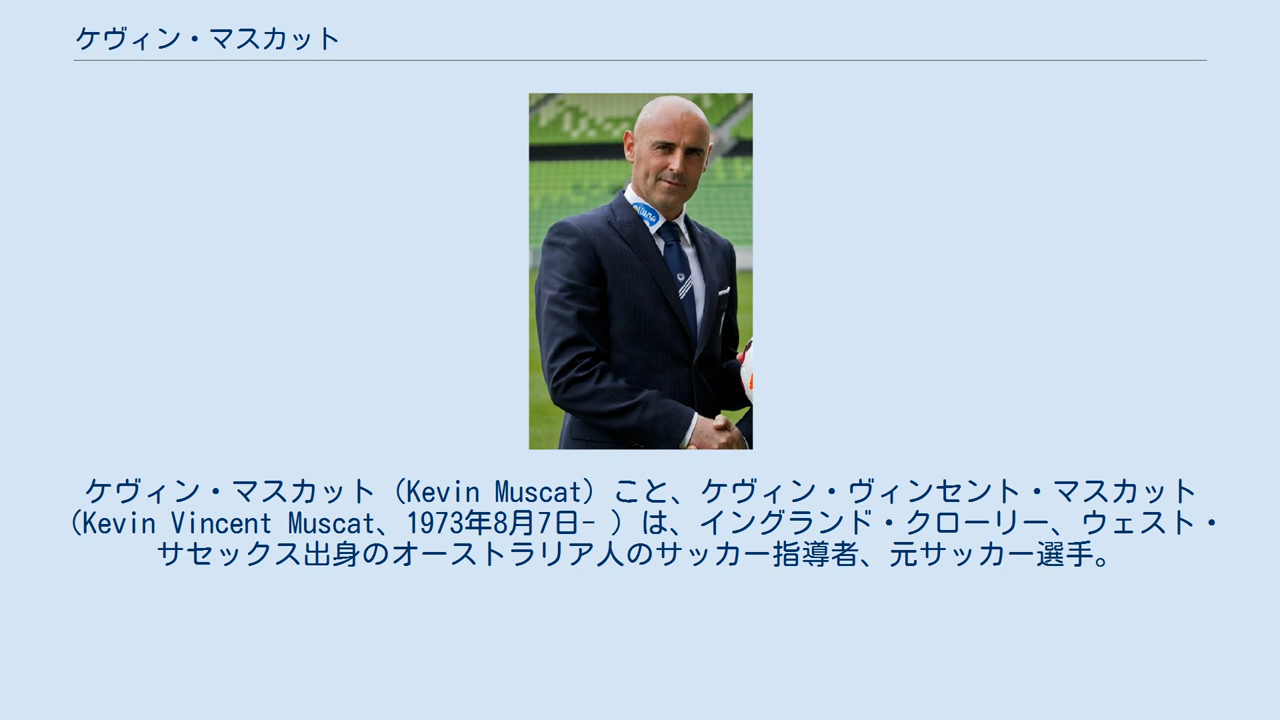 ケヴィン・マスカット
ケヴィン・マスカット（Kevin Muscat）こと、ケヴィン・ヴィンセント・マスカット
（Kevin Vincent Muscat、1973年8月7日- ）は、イングランド・クローリー、ウェスト・
サセックス出身のオーストラリア人のサッカー指導者、元サッカー選手。